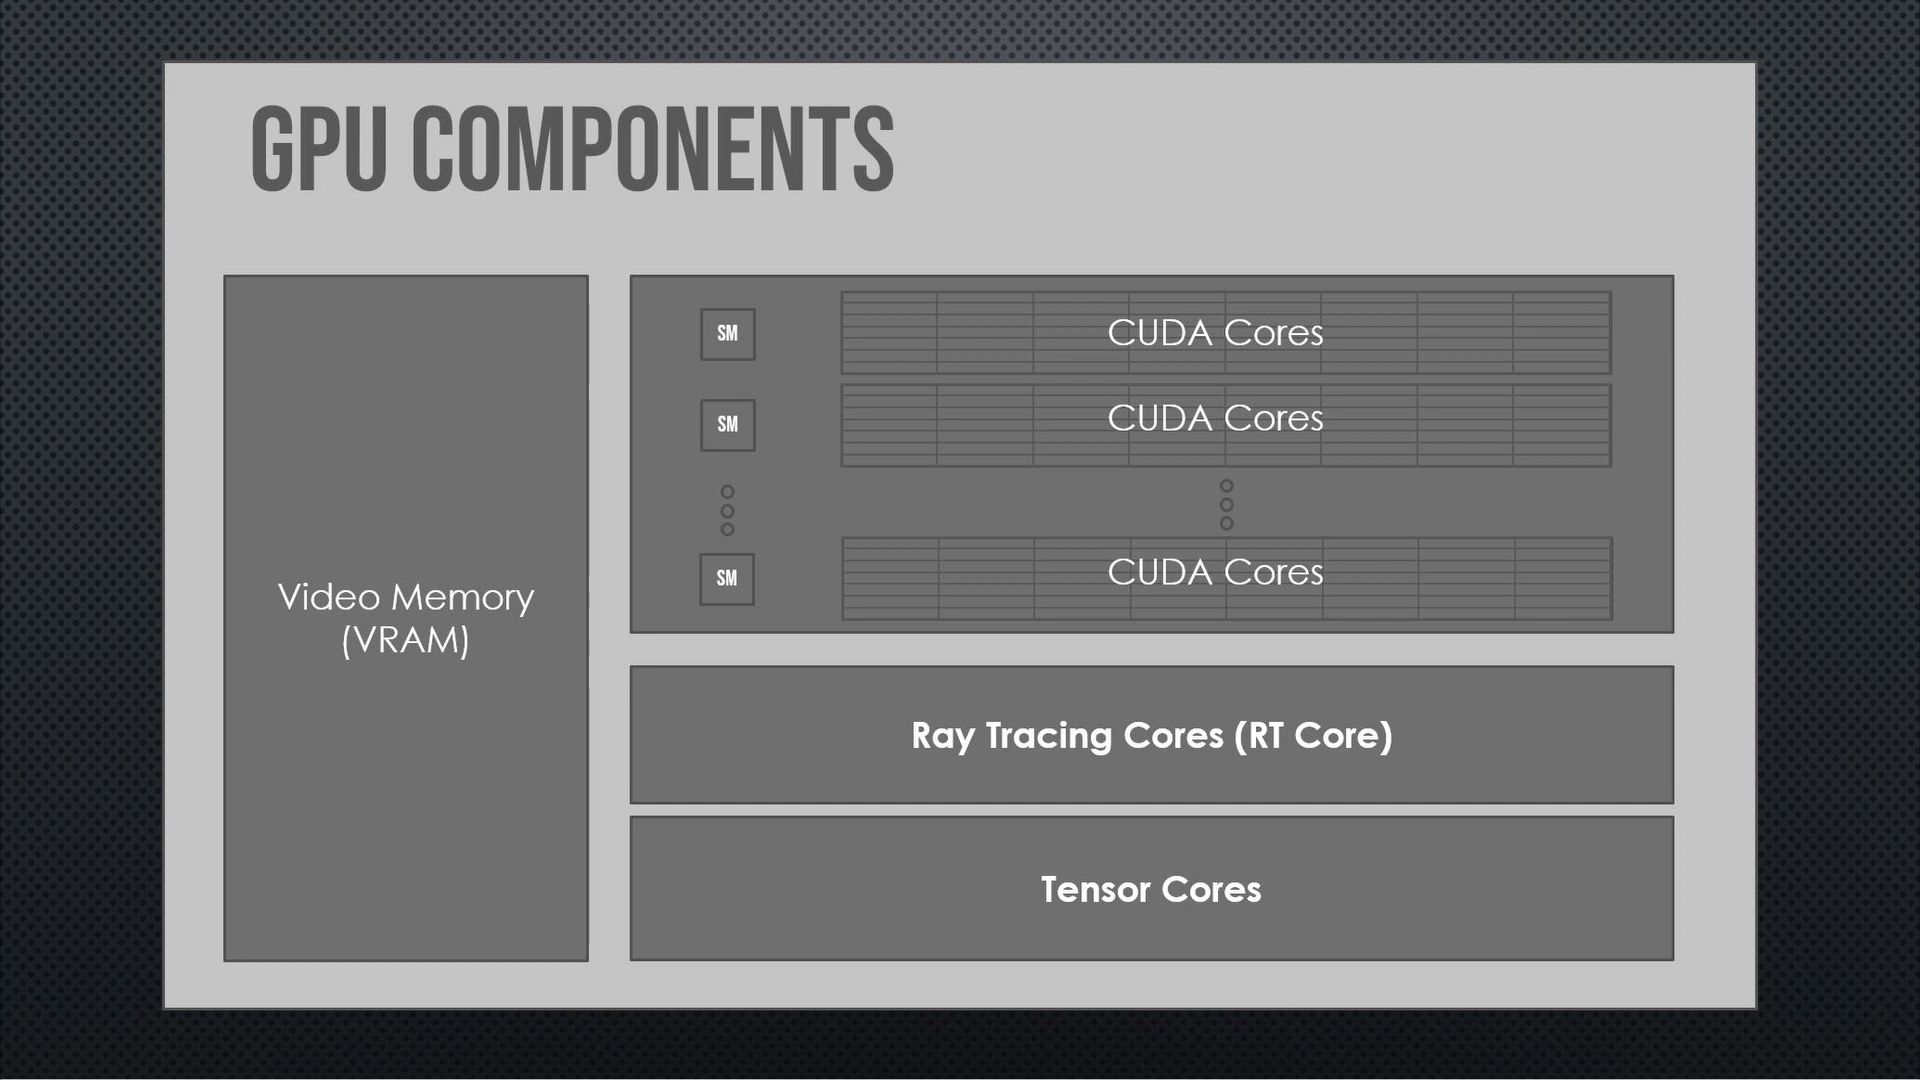 GPU COMPONENTS
Video Memory
(VRAM)
SM
CUDA Cores
SM
CUDA Cores
SM
CUDA Cores
Ray Tracing Cores (RT Core)
Tensor Cores